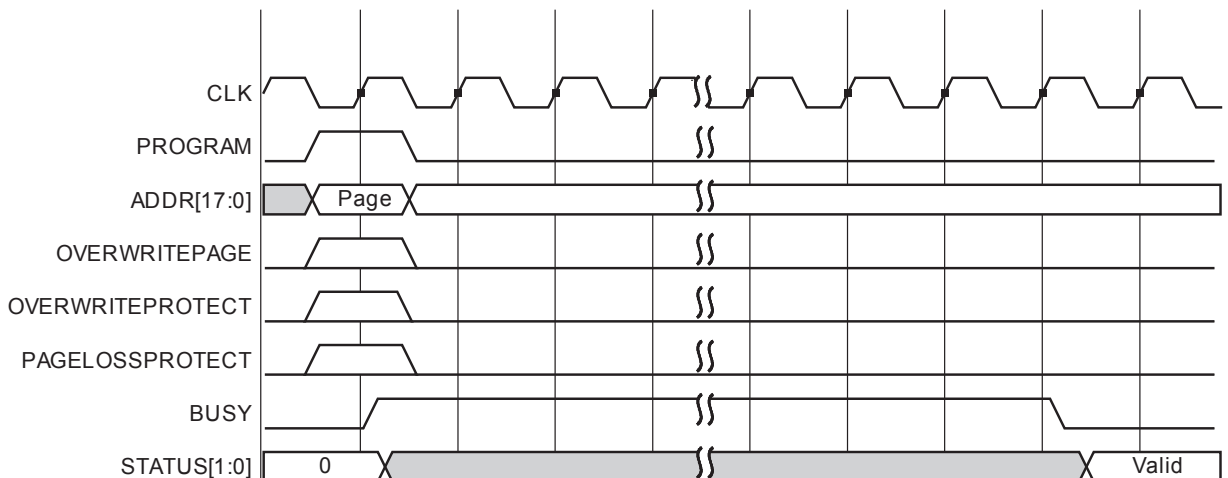 CLK
PROGRAM
ADDR[17:0] Page
OVERWRITEPAGE
OVERWRITEPROTECT
PAGELOSSPROTECT
BUSY
STATUS[1:0] 0 Valid